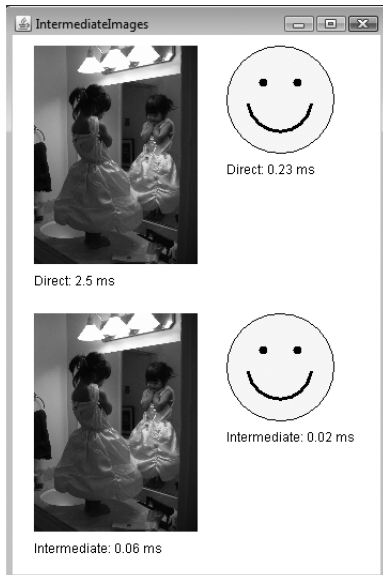 IntermediateImages
Direct: 0.23 ms
Direct: 2.5 ms
Intermediate: 0.02 ms
Intermediate: 0.06 ms